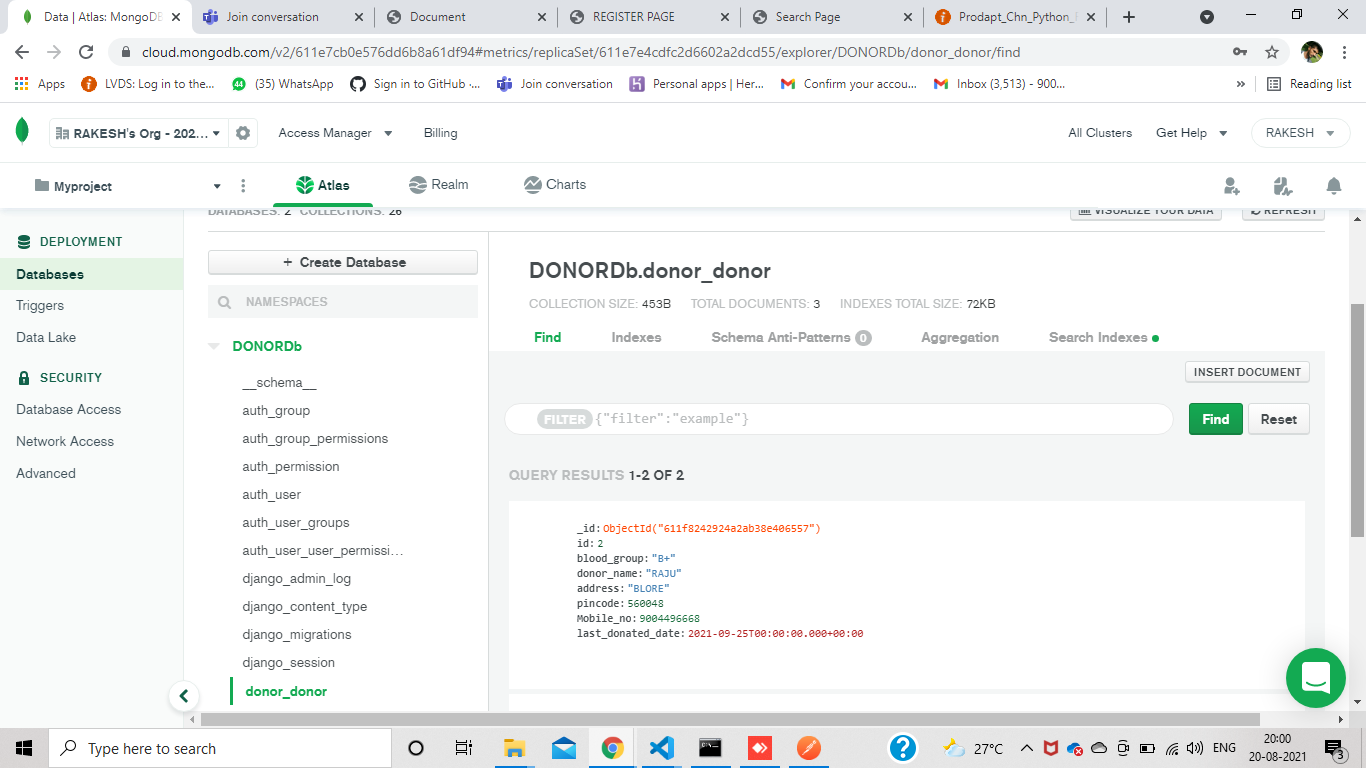 Data | Atlas: MongoDB
Join conversation
Document
REGISTER PAGE
Search Page
Prodapt_Chn_Python_
cloud.mongodb.com/v2/611e7cb0e576dd6b8a61df94#metrics/replicaSet/611e7e4cdfc2d6602a2dcd55/explorer/DONORDb/donor_donor/find
Apps
LVDS: Log in to the...
44
(35) WhatsApp
Sign in to GitHub ·...
Join conversation
Personal apps | Her...
Confirm your accou...
Inbox (3,513) - 900...
»
Reading list
RAKESH's Org - 202...
Access Manager
Billing
All Clusters
Get Help
RAKESH
Myproject
Atlas
Realm
Charts
DATABASES: 2 COLLECTIONS: 26
VISUALIZE YOUR DATA
REFRESH
DEPLOYMENT
Databases
Triggers
Data Lake
SECURITY
Database Access
Network Access
Advanced
+ Create Database
NAMESPACES
DONORDb
__schema__
auth_group
auth_group_permissions
auth_permission
auth_user
auth_user_groups
auth_user_user_permissi...
django_admin_log
django_content_type
django_migrations
django_session
donor_donor
DONORDb.donor_donor
COLLECTION SIZE: 453B TOTAL DOCUMENTS: 3 INDEXES TOTAL SIZE: 72KB
Find
Indexes
Schema Anti-Patterns 0
Aggregation
Search Indexes
INSERT DOCUMENT
FILTER {"filter":"example"}
Find
Reset
QUERY RESULTS 1-2 OF 2
_id: ObjectId("611f8242924a2ab38e406557")
id: 2
blood_group: "B+"
donor_name: "RAJU"
address: "BLORE"
pincode: 560048
Mobile_no: 9004496668
last_donated_date: 2021-09-25T00:00:00.000+00:00
Type here to search
27°C
ENG
20:00
20-08-2021
3